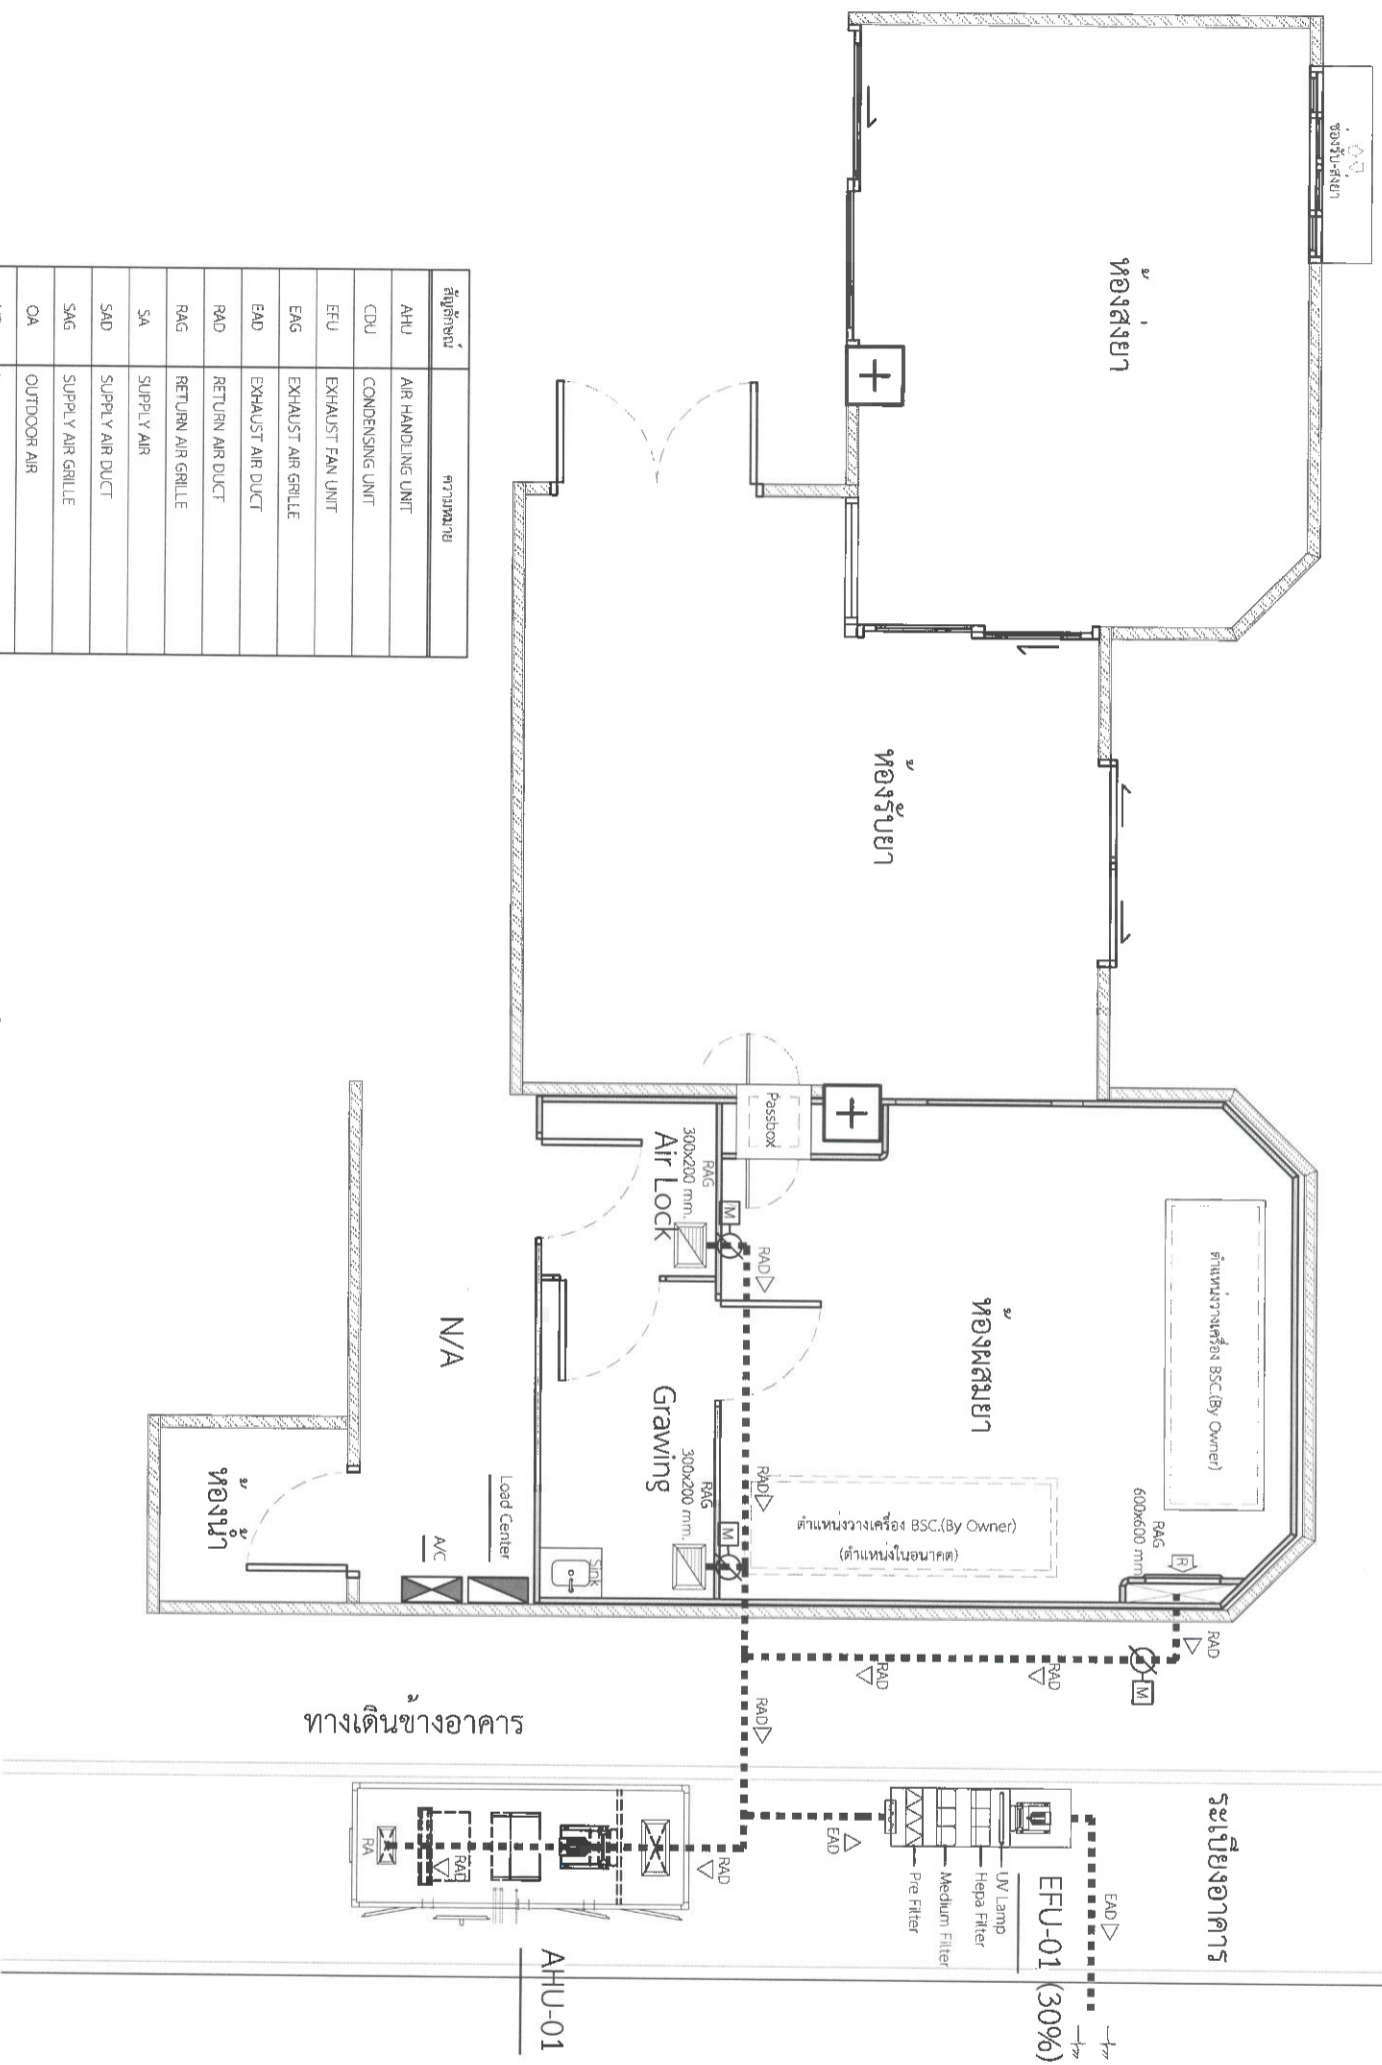 ช่องรับ-ส่งยา
ห้องส่งยา
ห้องรับยา
ห้องผสมยา
ตำแหน่งวางเครื่อง BSC.(By Owner)
RAG
600x600 mm.
R
ตำแหน่งวางเครื่อง BSC.(By Owner)
(ตำแหน่งในอนาคต)
Passbox
RAG
300x200 mm.
Air Lock
M
RAD
Grawing
RAG
300x200 mm.
M
RAD
Sink
N/A
Load Center
A/C
ห้องน้ำ
RAD
M
RAD
RAD
RAD
ทางเดินข้างอาคาร
ระเบียงอาคาร
EAD
EFU-01 (30%)
UV Lamp
Hepa Filter
Medium Filter
Pre Filter
EAD
RAD
RAD
RA
AHU-01
สัญลักษณ์ ความหมาย
AHU AIR HANDLING UNIT
CDU CONDENSING UNIT
EFU EXHAUST FAN UNIT
EAG EXHAUST AIR GRILLE
EAD EXHAUST AIR DUCT
RAD RETURN AIR DUCT
RAG RETURN AIR GRILLE
SA SUPPLY AIR
SAD SUPPLY AIR DUCT
SAG SUPPLY AIR GRILLE
OA OUTDOOR AIR